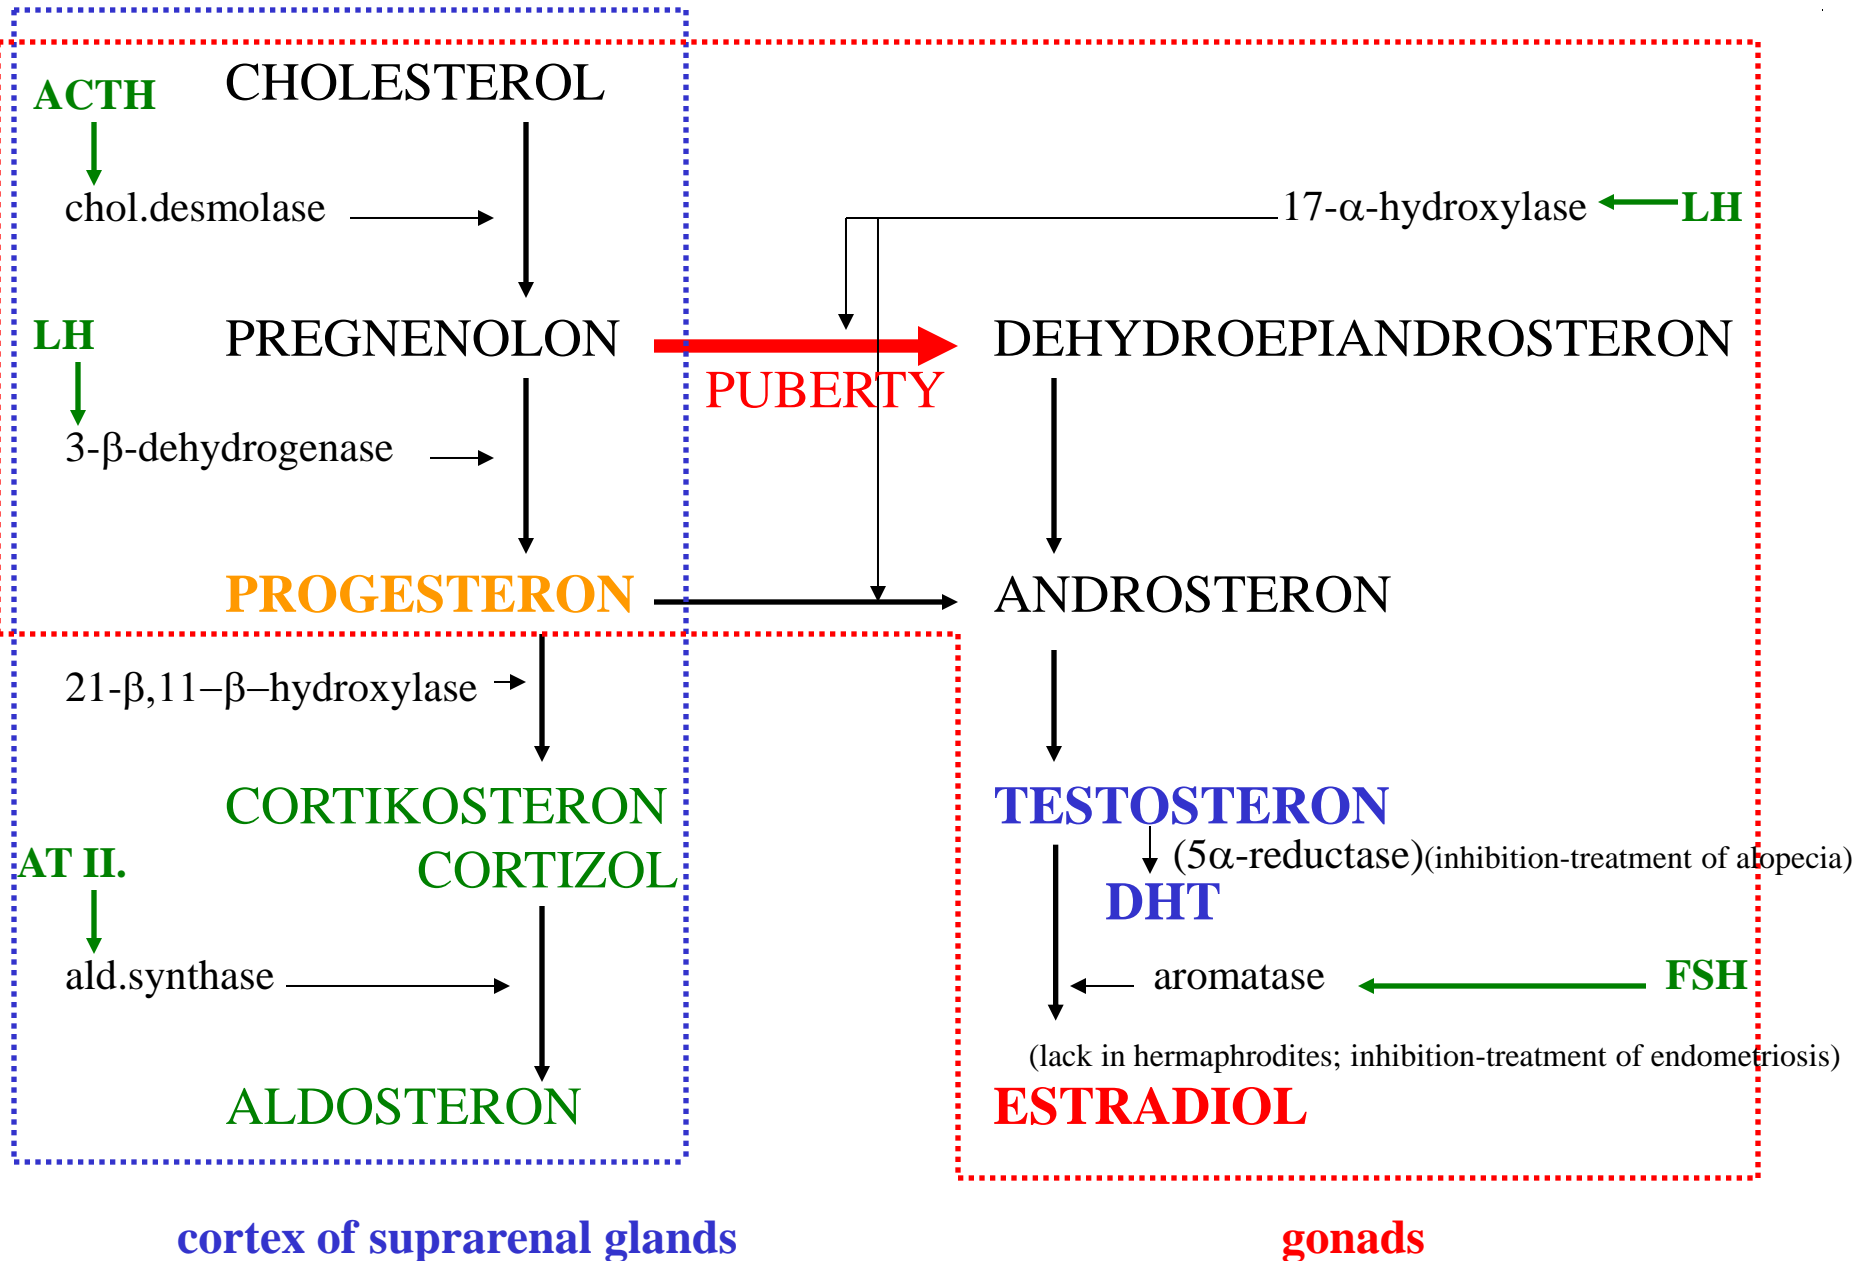 ACTH
CHOLESTEROL
chol.desmolase
17-α-hydroxylase
LH
LH
PREGNENOLON
DEHYDROEPIANDROSTERON
PUBERTY
3-β-dehydrogenase
PROGESTERON
ANDROSTERON
21-β,11–β–hydroxylase
CORTIKOSTERON
TESTOSTERON
AT II.
CORTIZOL
(5α-reductase)(inhibition-treatment of alopecia)
DHT
ald.synthase
aromatase
FSH
(lack in hermaphrodites; inhibition-treatment of endometriosis)
ALDOSTERON
ESTRADIOL
cortex of suprarenal glands
gonads